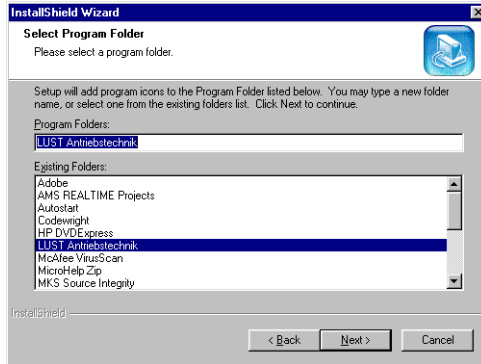 InstallShield Wizard
Select Program Folder
Please select a program folder.
Setup will add program icons to the Program Folder listed below. You may type a new folder
name, or select one from the existing folders list. Click Next to continue.
Program Folders:
LUST Antriebstechnik
Existing Folders:
Adobe
AMS REALTIME Projects
Autostart
Codewright
HP DVDExpress
LUST Antriebstechnik
McAfee VirusScan
MicroHelp Zip
MKS Source Integrity
InstallShield
< Back Next > Cancel